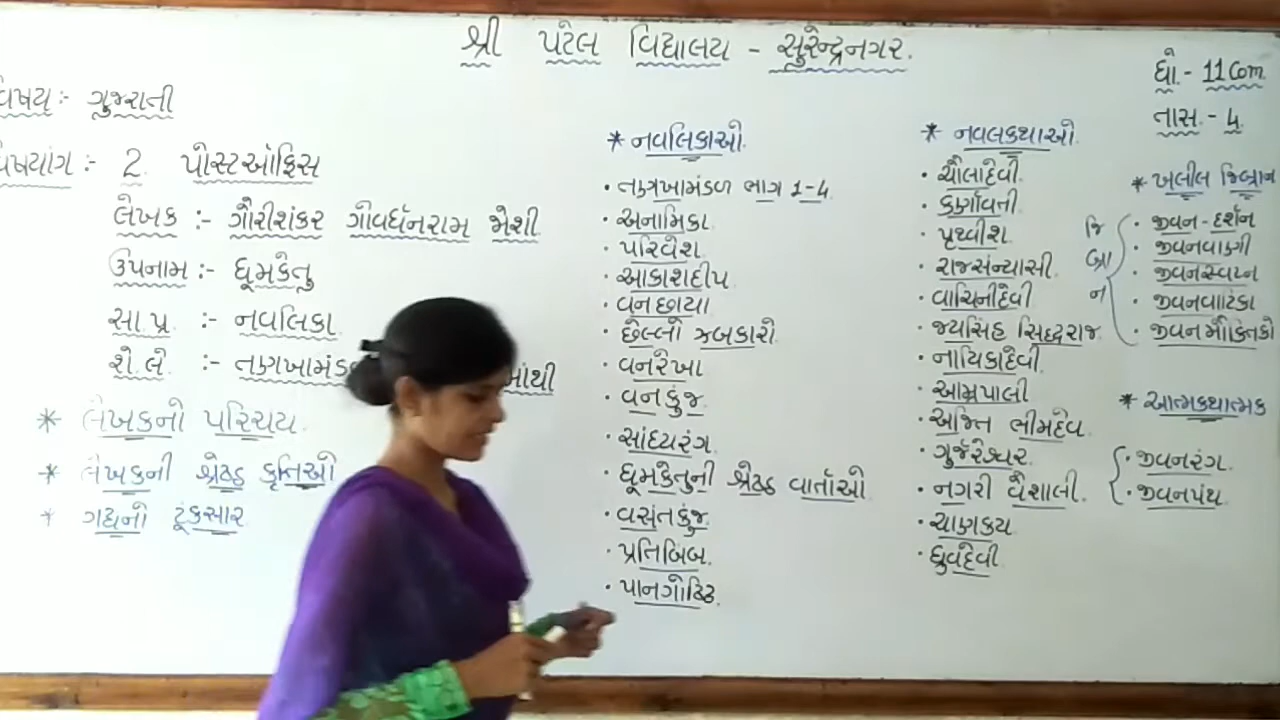 શ્રી પટેલ વિદ્યાલય - સુરેન્દ્રનગર.
ધો.- 11 Com.
તાસ - 4
વિષય :- ગુજરાતી
વિષયાંગ :- 2. પોસ્ટઑફિસ
લેખક :- ગૌરીશંકર ગોવર્ધનરામ જોશી
ઉપનામ :- ધૂમકેતુ
સા.પ્ર. :- નવલિકા
શે.લે. :- તણખામંડળ માંથી
* લેખકનો પરિચય
* લેખકની શ્રેષ્ઠ કૃતિઓ
* ગદ્યનો ટૂંકસાર
* નવલિકાઓ.
· તણખામંડળ ભાગ 1-4
· અનામિકા
· પરિવેશ
· આકાશદીપ
· વનછાયા
· છેલ્લો ઝબકારો
· વનરેખા
· વનકુંજ
· સાંધ્યરંગ
· ધૂમકેતુની શ્રેષ્ઠ વાર્તાઓ
· વસંતકુંજ
· પ્રતિબિંબ.
· પાનગોષ્ઠિ.
* નવલકથાઓ.
· ચૌલાદેવી
· કર્ણાવતી
· પૃથ્વીશ
· રાજસંન્યાસી.
· વાચિનીદેવી
· જયસિંહ સિદ્ધરાજ
· નાયિકાદેવી
· આમ્રપાલી
· અજિત ભીમદેવ
· ગુર્જરેશ્વર
· નગરી વૈશાલી.
· ચાણક્ય
· ધ્રુવદેવી
* ખલીલ જિબ્રાન
જિ
બ્રા
ન
· જીવન-દર્શન
· જીવનવાણી
· જીવનસ્વપ્ન
· જીવનવાટિકા
· જીવનમૌક્તિકો
* આત્મકથાત્મક
· જીવનરંગ
· જીવનપંથ